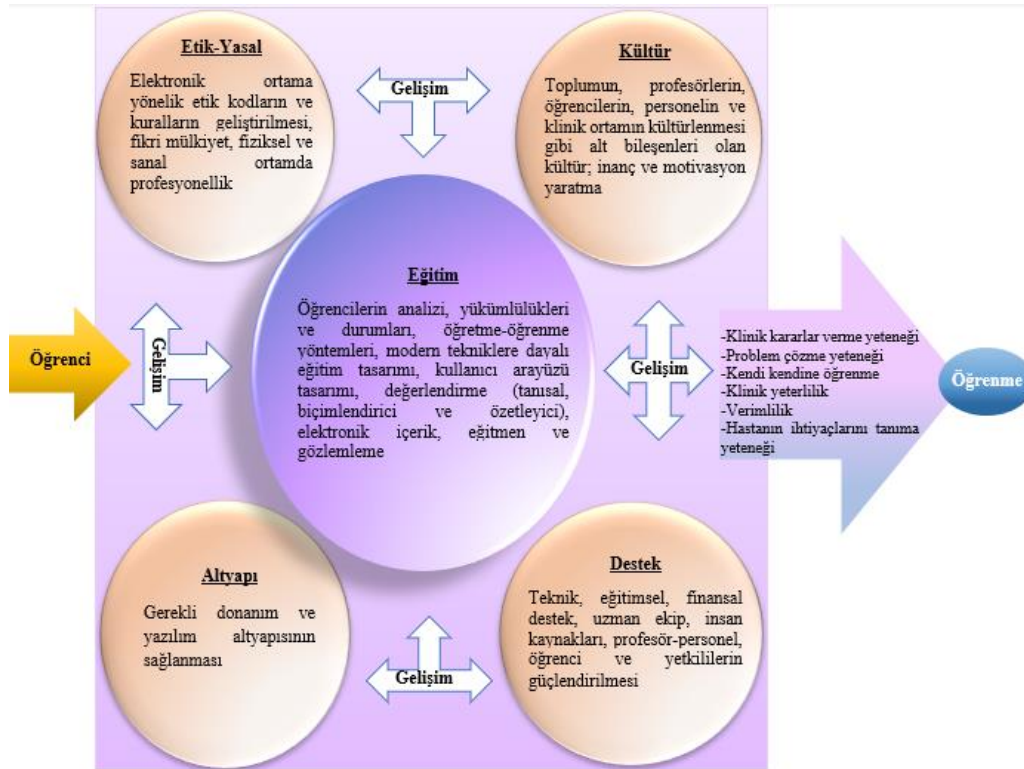 Etik-Yasal
Elektronik ortama
yönelik etik kodların ve
kuralların geliştirilmesi,
fikri mülkiyet, fiziksel ve
sanal ortamda
profesyonellik
Gelişim
Kültür
Toplumun, profesörlerin,
öğrencilerin, personelin ve
klinik ortamın kültürlenmesi
gibi alt bileşenleri olan
kültür; inanç ve motivasyon
yaratma
Öğrenci
Gelişim
Eğitim
Öğrencilerin analizi, yükümlülükleri
ve durumları, öğretme-öğrenme
yöntemleri, modern tekniklere dayalı
eğitim tasarımı, kullanıcı arayüzü
tasarımı, değerlendirme (tanısal,
biçimlendirici ve özetleyici),
elektronik içerik, eğitmen ve
gözlemleme
Gelişim
-Klinik kararlar verme yeteneği
-Problem çözme yeteneği
-Kendi kendine öğrenme
-Klinik yeterlilik
-Verimlilik
-Hastanın ihtiyaçlarını tanıma
yeteneği
Öğrenme
Altyapı
Gerekli donanım ve
yazılım altyapısının
sağlanması
Gelişim
Destek
Teknik, eğitimsel, finansal
destek, uzman ekip, insan
kaynakları, profesör-personel,
öğrenci ve yetkililerin
güçlendirilmesi